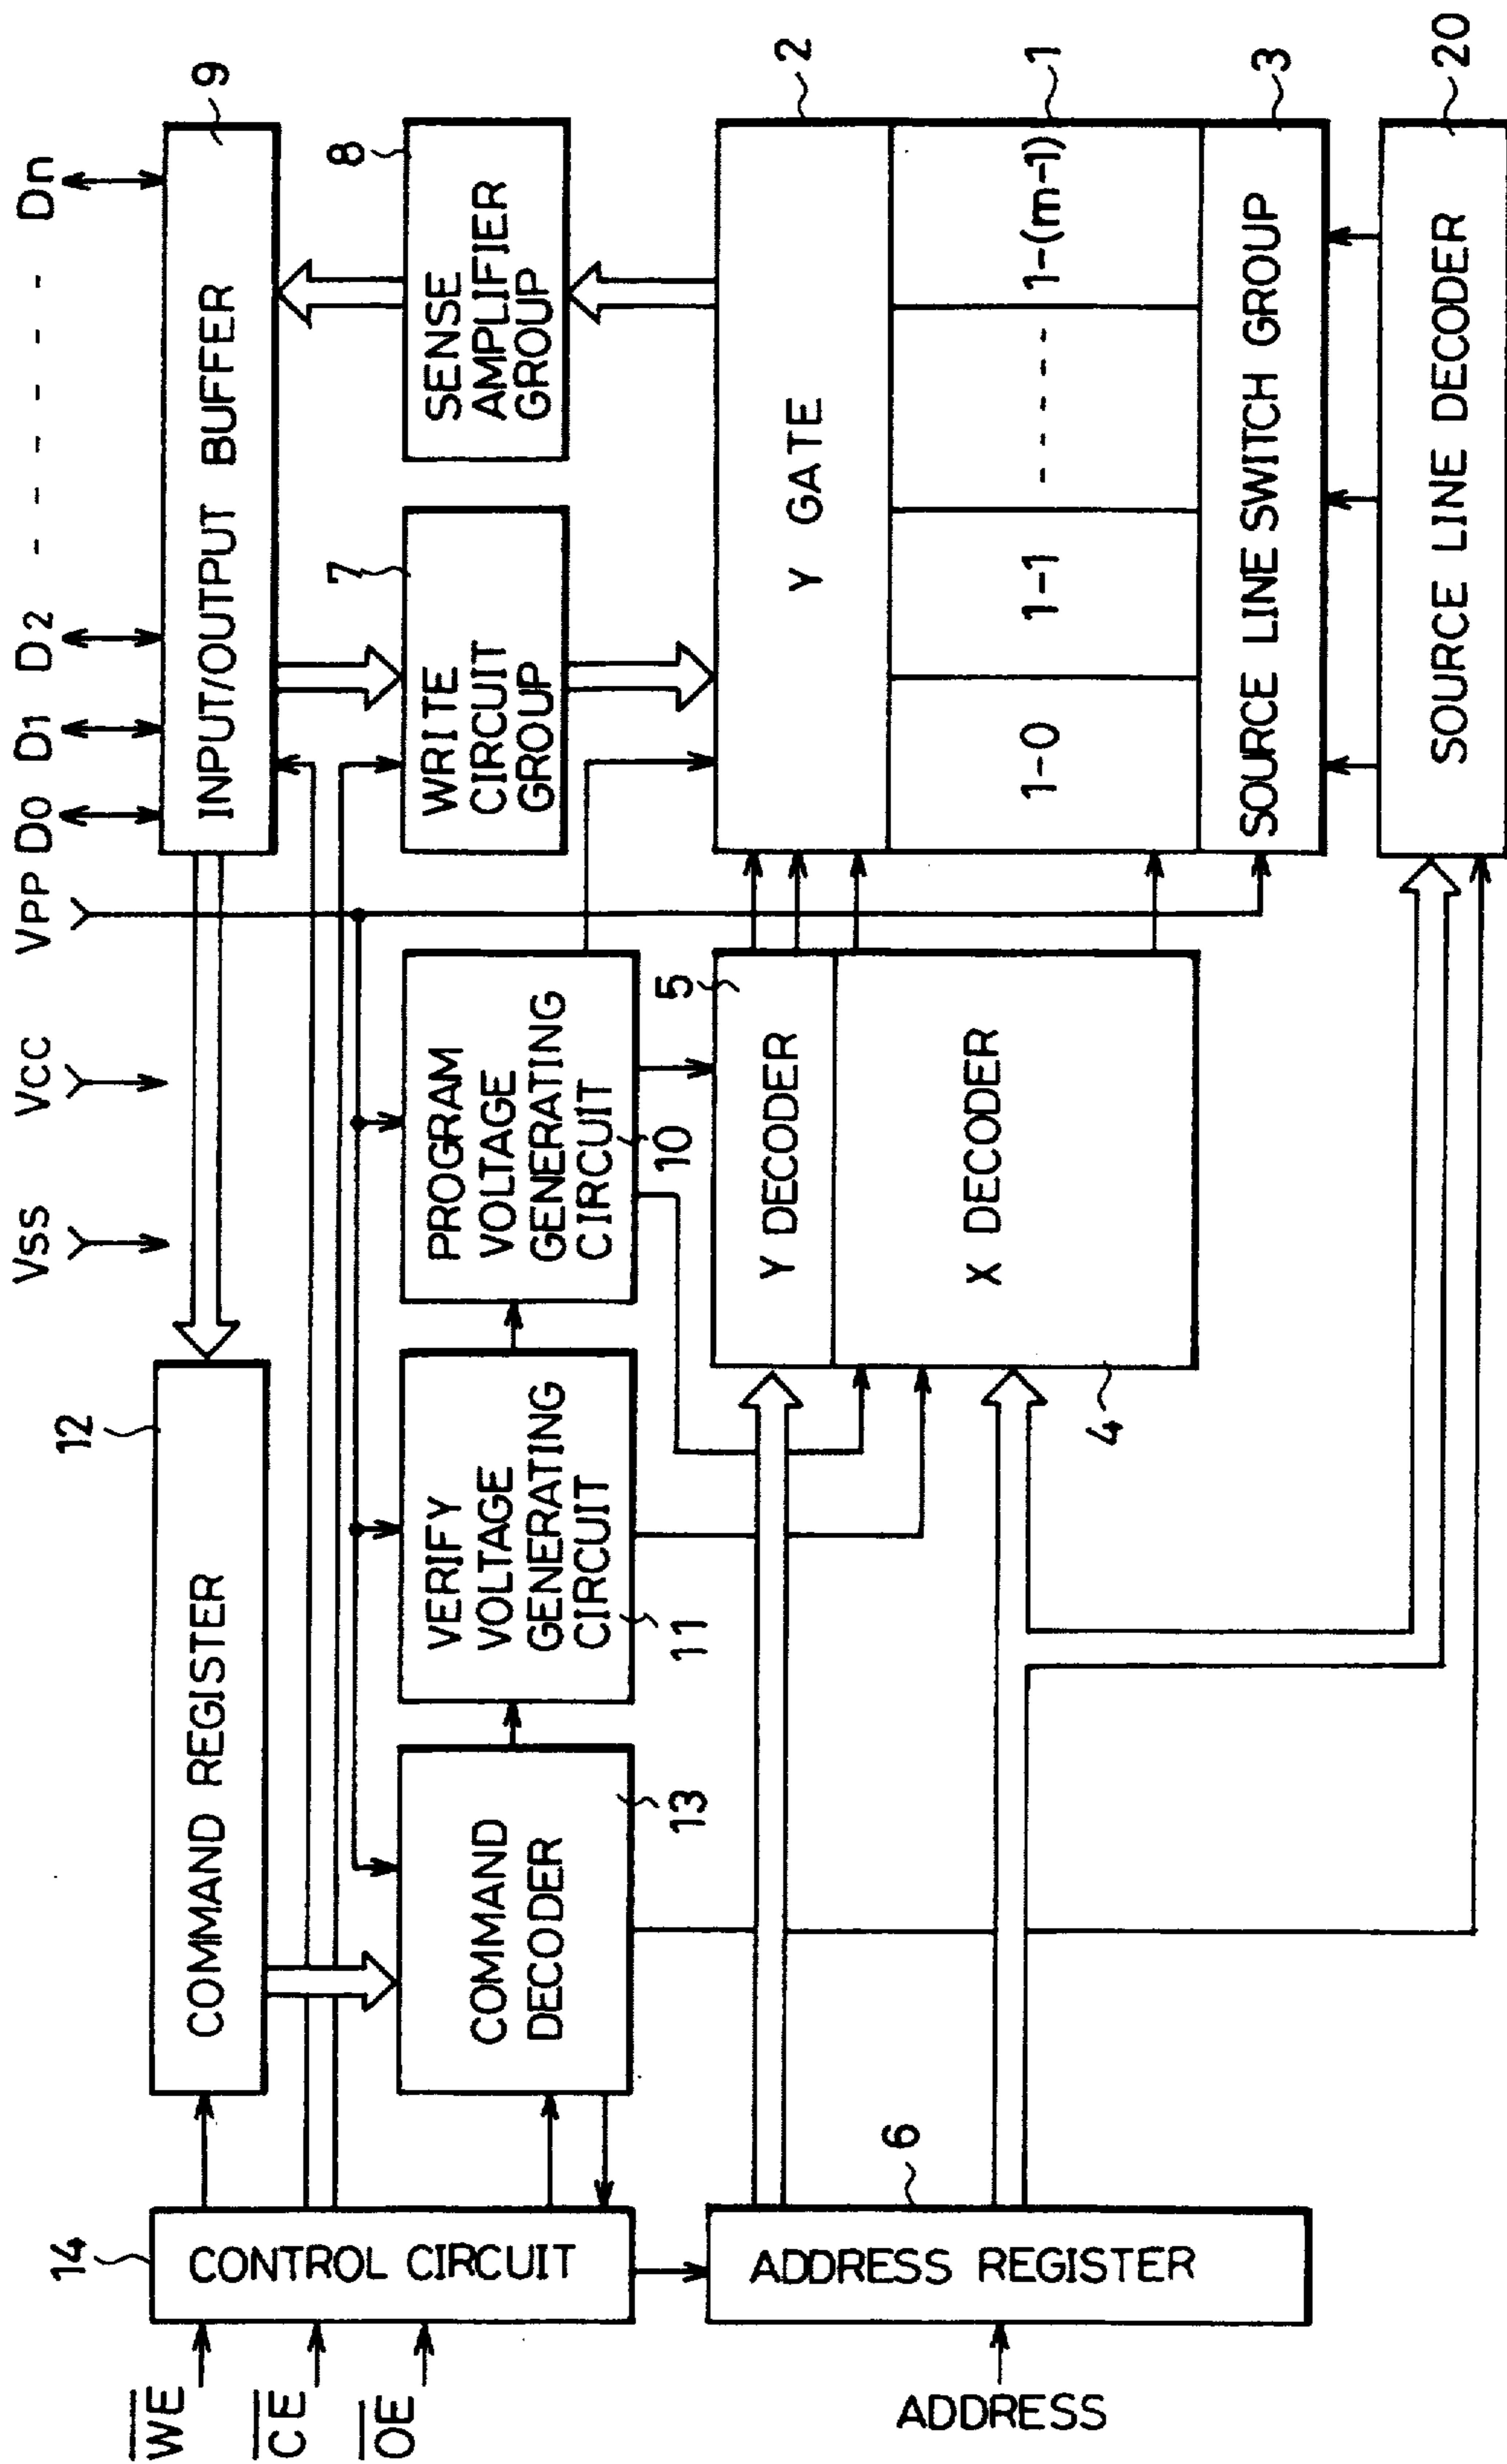 VSS
VCC
VPP
D0
D1
D2
- - - - -
Dn
12
COMMAND REGISTER
INPUT/OUTPUT BUFFER
9
14
CONTROL CIRCUIT
WE
CE
OE
COMMAND
DECODER
13
VERIFY
VOLTAGE
GENERATING
CIRCUIT
11
PROGRAM
VOLTAGE
GENERATING
CIRCUIT
10
WRITE
CIRCUIT
GROUP
7
SENSE
AMPLIFIER
GROUP
8
ADDRESS REGISTER
6
ADDRESS
Y DECODER
5
X DECODER
4
Y GATE
2
1-0
1-1
- - - - -
1-(m-1)
1
SOURCE LINE SWITCH GROUP
3
SOURCE LINE DECODER
20